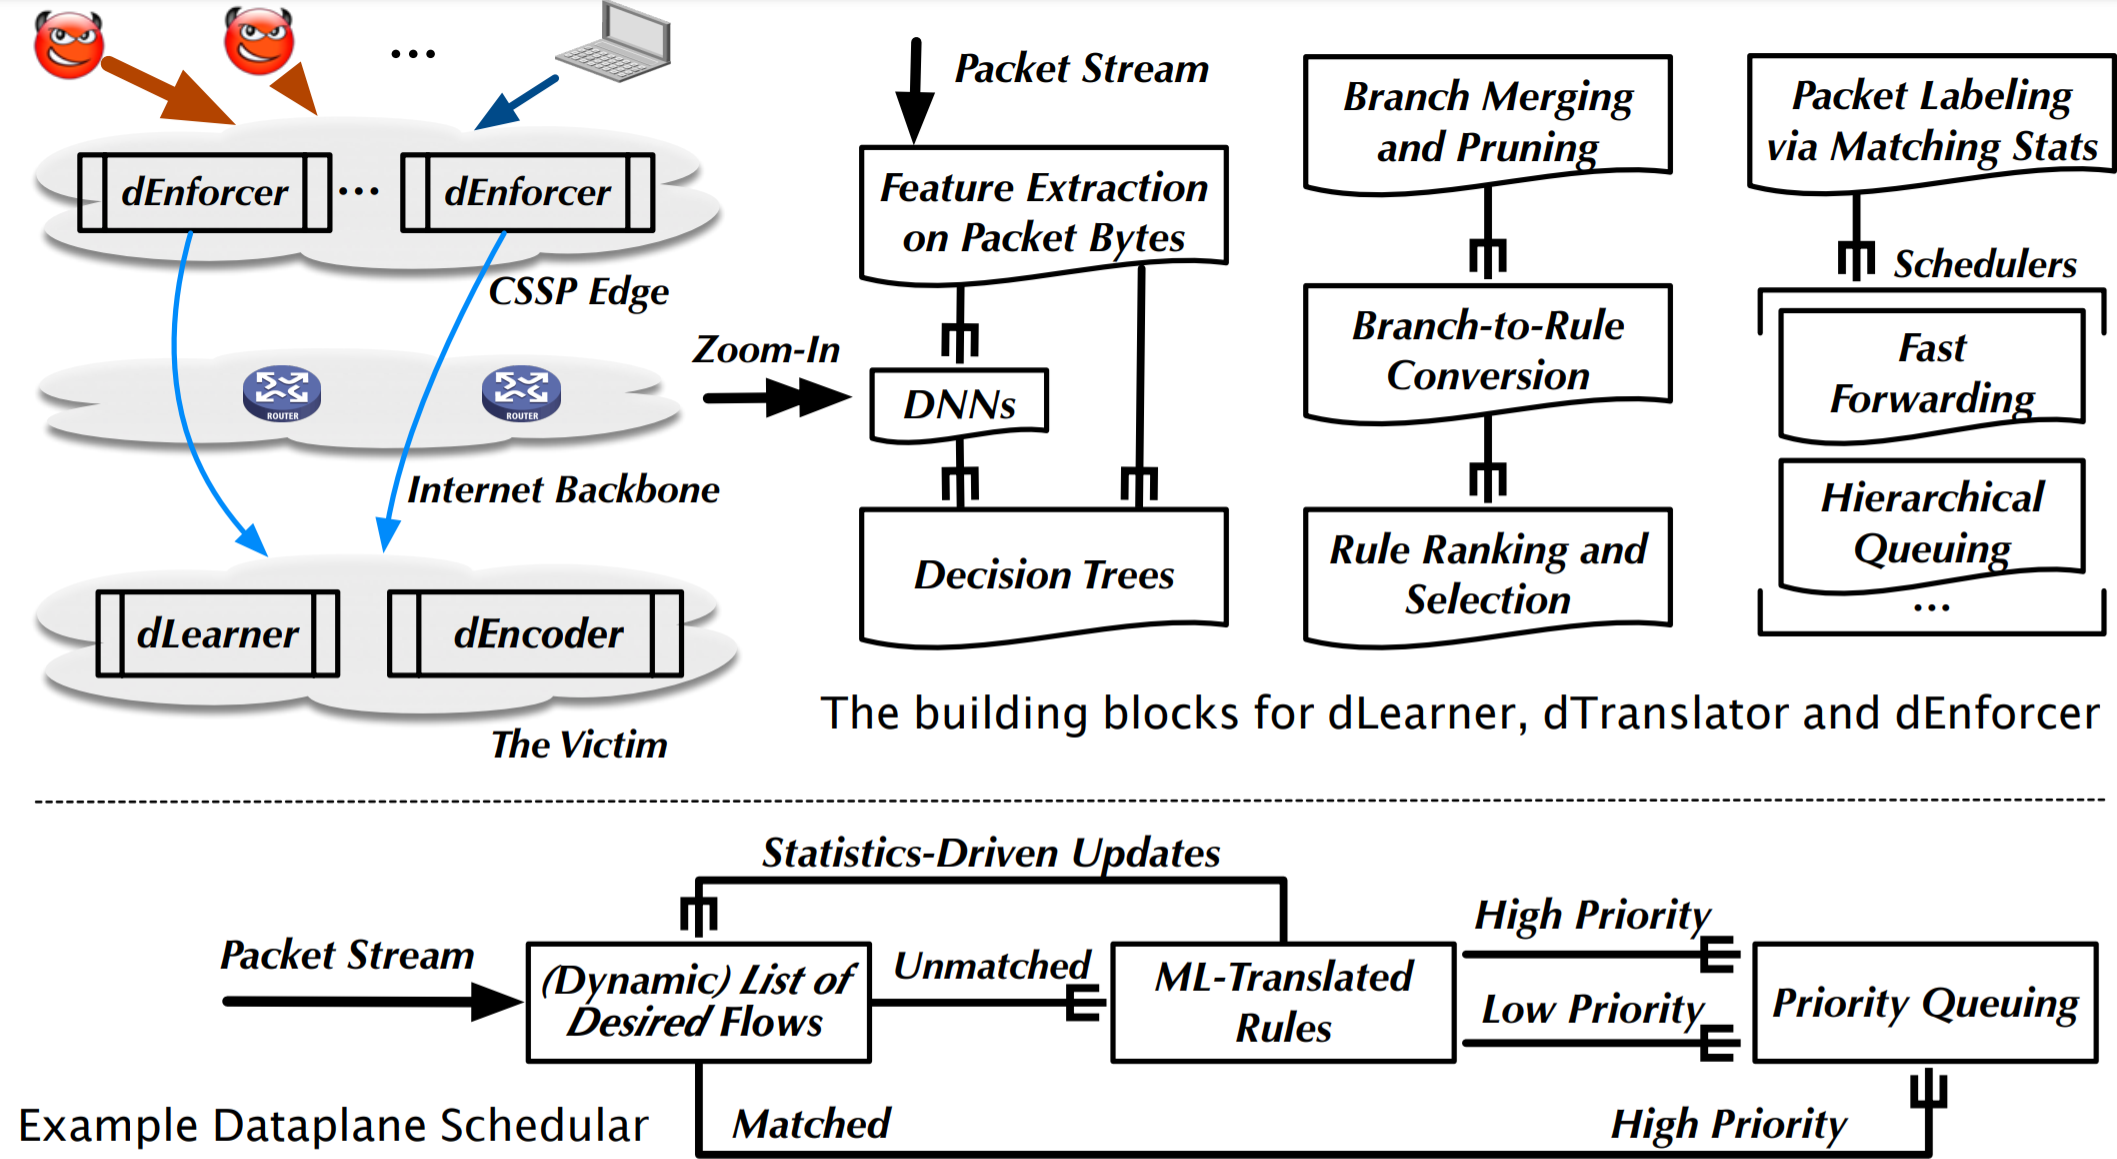 ...
dEnforcer
...
dEnforcer
CSSP Edge
ROUTER
ROUTER
Internet Backbone
dLearner
dEncoder
The Victim
Zoom-In
Packet Stream
Feature Extraction
on Packet Bytes
DNNs
Decision Trees
Branch Merging
and Pruning
Branch-to-Rule
Conversion
Rule Ranking and
Selection
Packet Labeling
via Matching Stats
Schedulers
Fast
Forwarding
Hierarchical
Queuing
...
The building blocks for dLearner, dTranslator and dEnforcer
Statistics-Driven Updates
Packet Stream
(Dynamic) List of
Desired Flows
Unmatched
ML-Translated
Rules
High Priority
Low Priority
Priority Queuing
Example Dataplane Schedular
Matched
High Priority